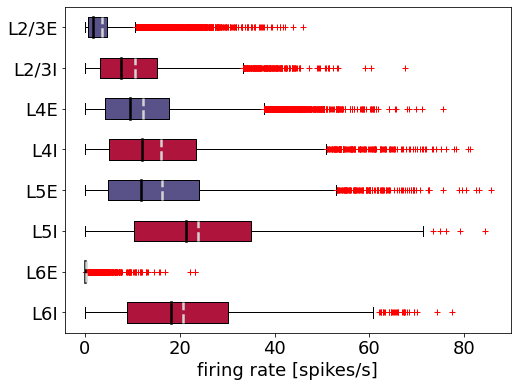 L2/3E
L2/3I
L4E
L4I
L5E
L5I
L6E
L6I
0 20 40 60 80
firing rate [spikes/s]